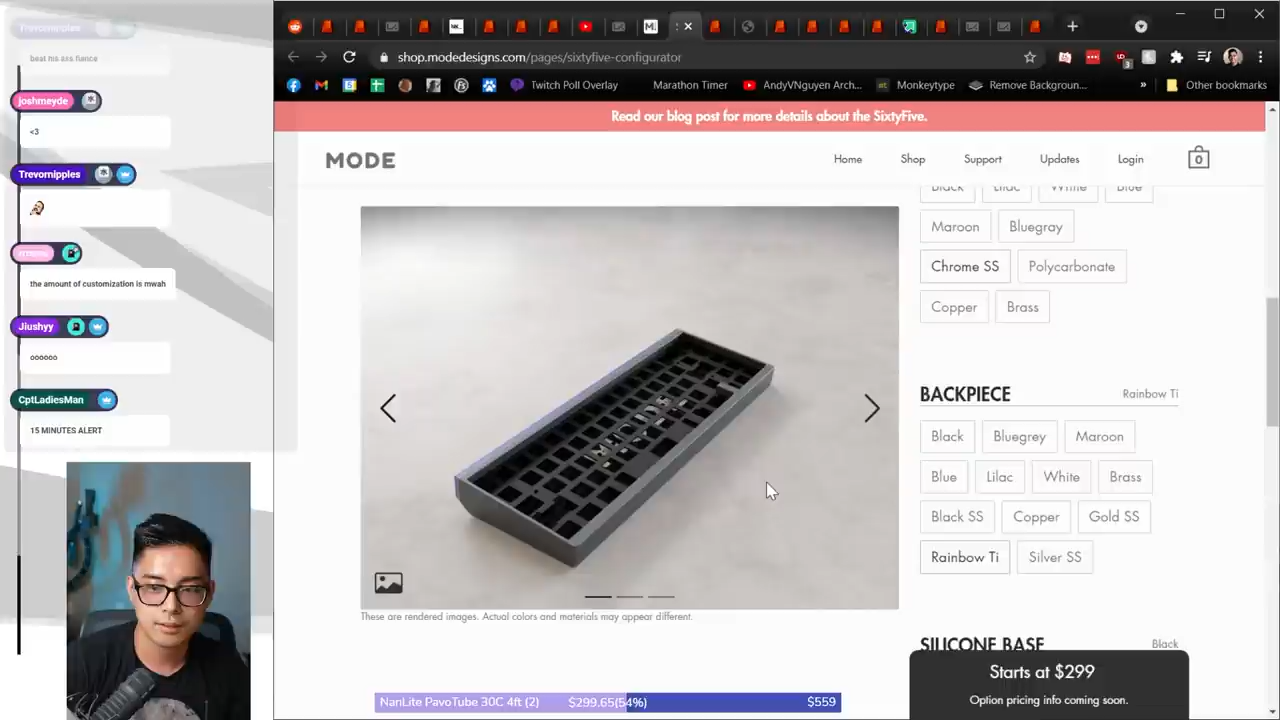 Trevornipples
beat his ass fiance
joshmeyde
<3
Trevornipples
the amount of customization is mwah
Jiushyy
oooooo
CptLadiesMan
15 MINUTES ALERT
shop.modedesigns.com/pages/sixtyfive-configurator
Twitch Poll Overlay
Marathon Timer
AndyVNguyen Arch...
Monkeytype
Remove Backgroun...
»
Other bookmarks
Read our blog post for more details about the SixtyFive.
MODE
Home
Shop
Support
Updates
Login
0
Black
Lilac
White
Blue
Maroon
Bluegray
Chrome SS
Polycarbonate
Copper
Brass
BACKPIECE
Rainbow Ti
Black
Bluegrey
Maroon
Blue
Lilac
White
Brass
Black SS
Copper
Gold SS
Rainbow Ti
Silver SS
These are rendered images. Actual colors and materials may appear different.
SILICONE BASE
Black
Starts at $299
Option pricing info coming soon.
NanLite PavoTube 30C 4ft (2)
$299.65(54%)
$559